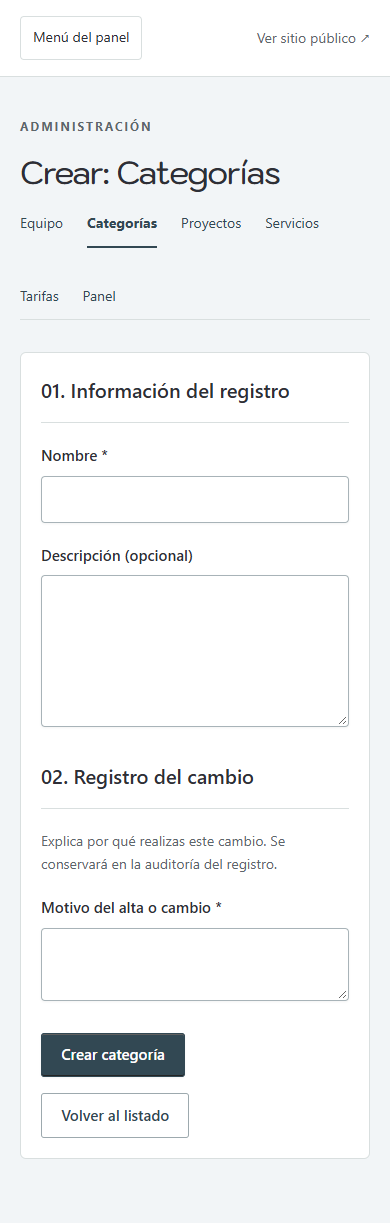 Menú del panel
Ver sitio público ↗
ADMINISTRACIÓN
Crear: Categorías
Equipo Categorías Proyectos Servicios
Tarifas Panel
01. Información del registro
Nombre *
Descripción (opcional)
02. Registro del cambio
Explica por qué realizas este cambio. Se
conservará en la auditoría del registro.
Motivo del alta o cambio *
Crear categoría
Volver al listado